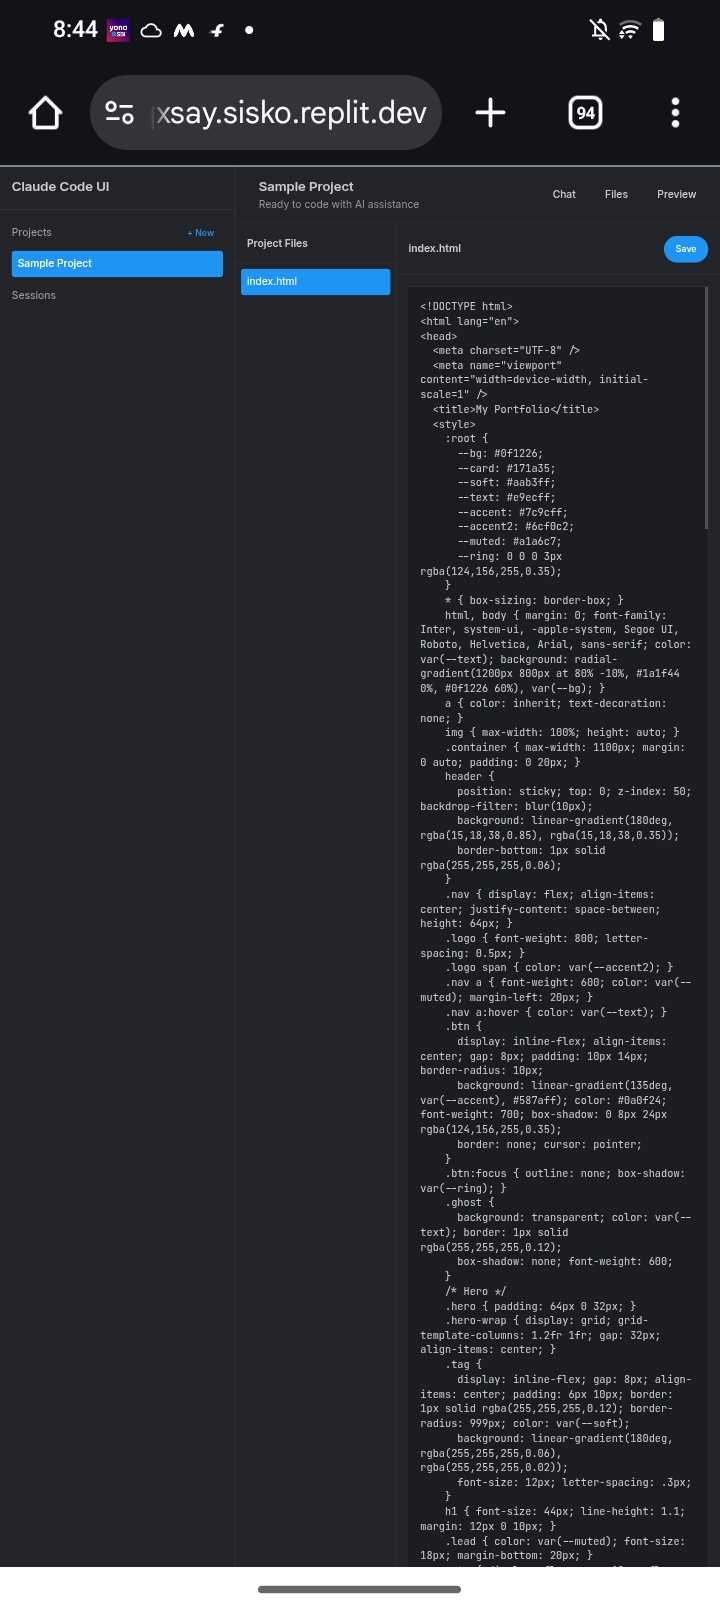 8:44
yono
SBI
xsay.sisko.replit.dev
94
Claude Code UI
Sample Project
Ready to code with AI assistance
Chat
Files
Preview
Projects
+ New
Sample Project
Sessions
Project Files
index.html
index.html
Save
<!DOCTYPE html>
<html lang="en">
<head>
  <meta charset="UTF-8" />
  <meta name="viewport"
content="width=device-width, initial-
scale=1" />
  <title>My Portfolio</title>
  <style>
    :root {
      --bg: #0f1226;
      --card: #171a35;
      --soft: #aab3ff;
      --text: #e9ecff;
      --accent: #7c9cff;
      --accent2: #6cf0c2;
      --muted: #a1a6c7;
      --ring: 0 0 0 3px
rgba(124,156,255,0.35);
    }
    * { box-sizing: border-box; }
    html, body { margin: 0; font-family:
Inter, system-ui, -apple-system, Segoe UI,
Roboto, Helvetica, Arial, sans-serif; color:
var(--text); background: radial-
gradient(1200px 800px at 80% -10%, #1a1f44
0%, #0f1226 60%), var(--bg); }
    a { color: inherit; text-decoration:
none; }
    img { max-width: 100%; height: auto; }
    .container { max-width: 1100px; margin:
0 auto; padding: 0 20px; }
    header {
      position: sticky; top: 0; z-index: 50;
backdrop-filter: blur(10px);
      background: linear-gradient(180deg,
rgba(15,18,38,0.85), rgba(15,18,38,0.35));
      border-bottom: 1px solid
rgba(255,255,255,0.06);
    }
    .nav { display: flex; align-items:
center; justify-content: space-between;
height: 64px; }
    .logo { font-weight: 800; letter-
spacing: 0.5px; }
    .logo span { color: var(--accent2); }
    .nav a { font-weight: 600; color: var(--
muted); margin-left: 20px; }
    .nav a:hover { color: var(--text); }
    .btn {
      display: inline-flex; align-items:
center; gap: 8px; padding: 10px 14px;
border-radius: 10px;
      background: linear-gradient(135deg,
var(--accent), #587aff); color: #0a0f24;
font-weight: 700; box-shadow: 0 8px 24px
rgba(124,156,255,0.35);
      border: none; cursor: pointer;
    }
    .btn:focus { outline: none; box-shadow:
var(--ring); }
    .ghost {
      background: transparent; color: var(--
text); border: 1px solid
rgba(255,255,255,0.12);
      box-shadow: none; font-weight: 600;
    }
    /* Hero */
    .hero { padding: 64px 0 32px; }
    .hero-wrap { display: grid; grid-
template-columns: 1.2fr 1fr; gap: 32px;
align-items: center; }
    .tag {
      display: inline-flex; gap: 8px; align-
items: center; padding: 6px 10px; border:
1px solid rgba(255,255,255,0.12); border-
radius: 999px; color: var(--soft);
      background: linear-gradient(180deg,
rgba(255,255,255,0.06),
rgba(255,255,255,0.02));
      font-size: 12px; letter-spacing: .3px;
    }
    h1 { font-size: 44px; line-height: 1.1;
margin: 12px 0 10px; }
    .lead { color: var(--muted); font-size:
18px; margin-bottom: 20px; }